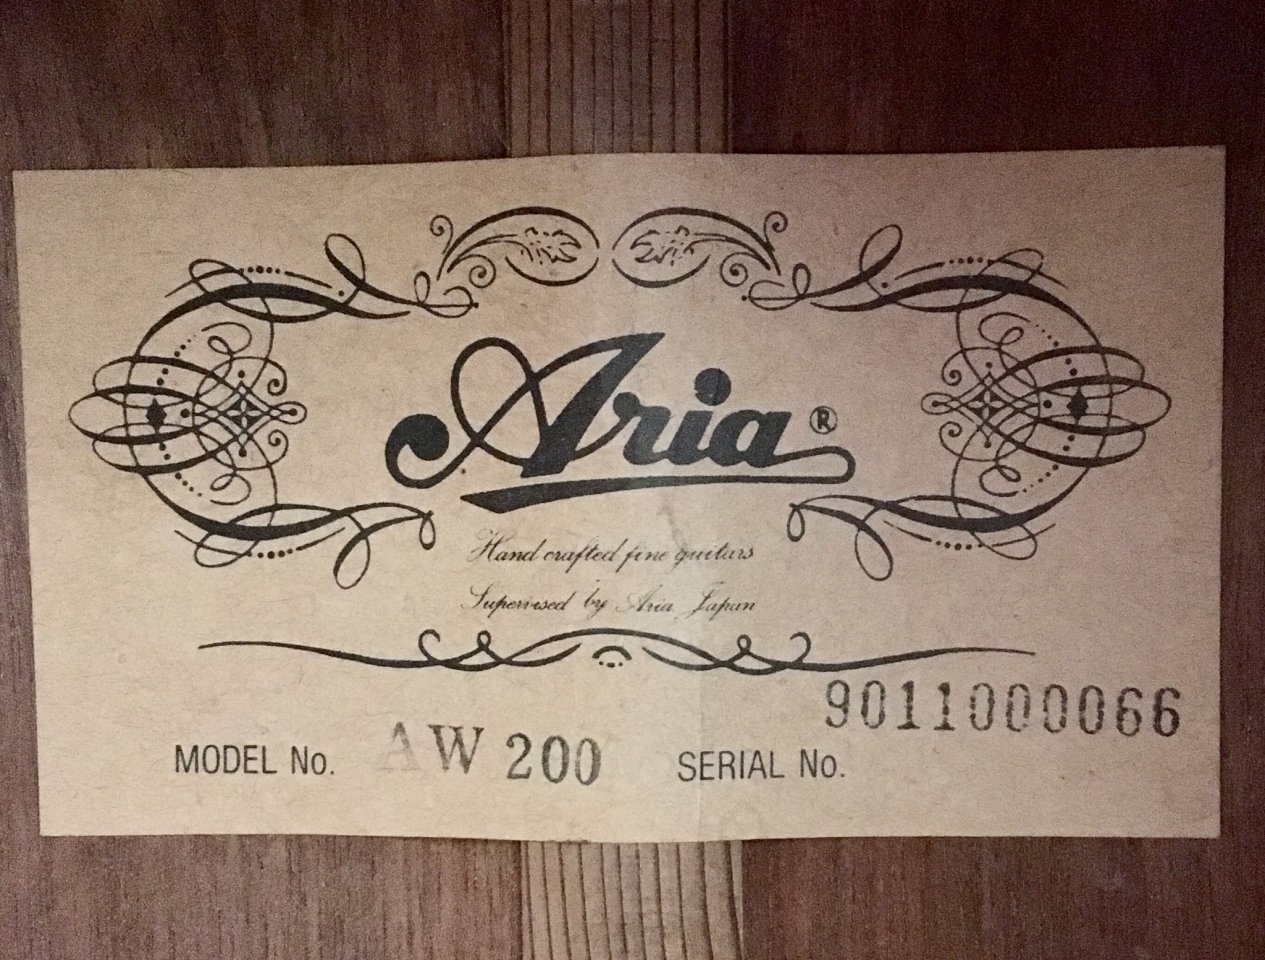 Aria®
Hand crafted fine guitars
Supervised by Aria Japan
9011000066
MODEL No. AW 200 SERIAL No.